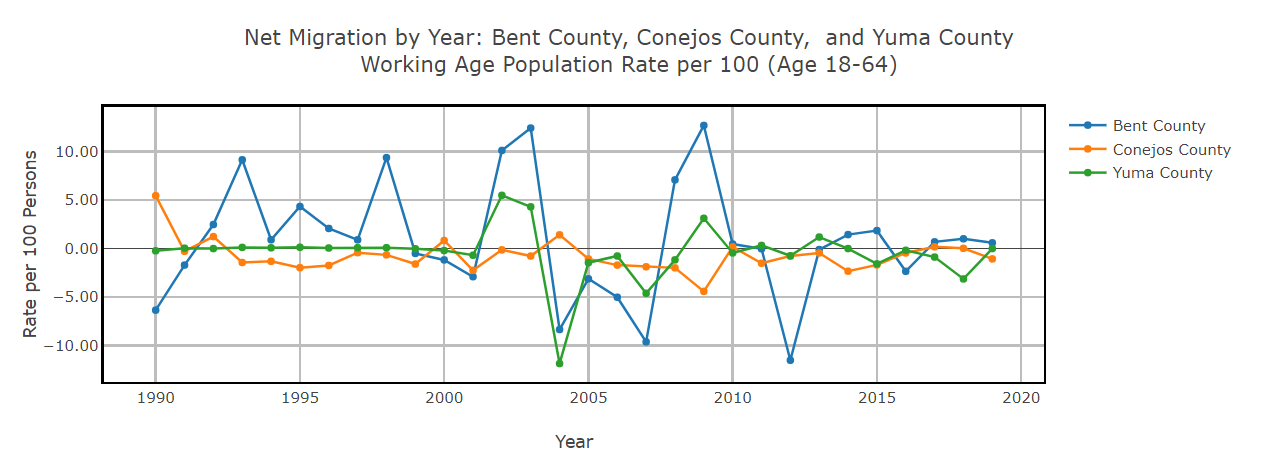 Net Migration by Year: Bent County, Conejos County,  and Yuma County
Working Age Population Rate per 100 (Age 18-64)
Rate per 100 Persons
10.00
5.00
0.00
−5.00
−10.00
1990 1995 2000 2005 2010 2015 2020
Year
Bent County
Conejos County
Yuma County